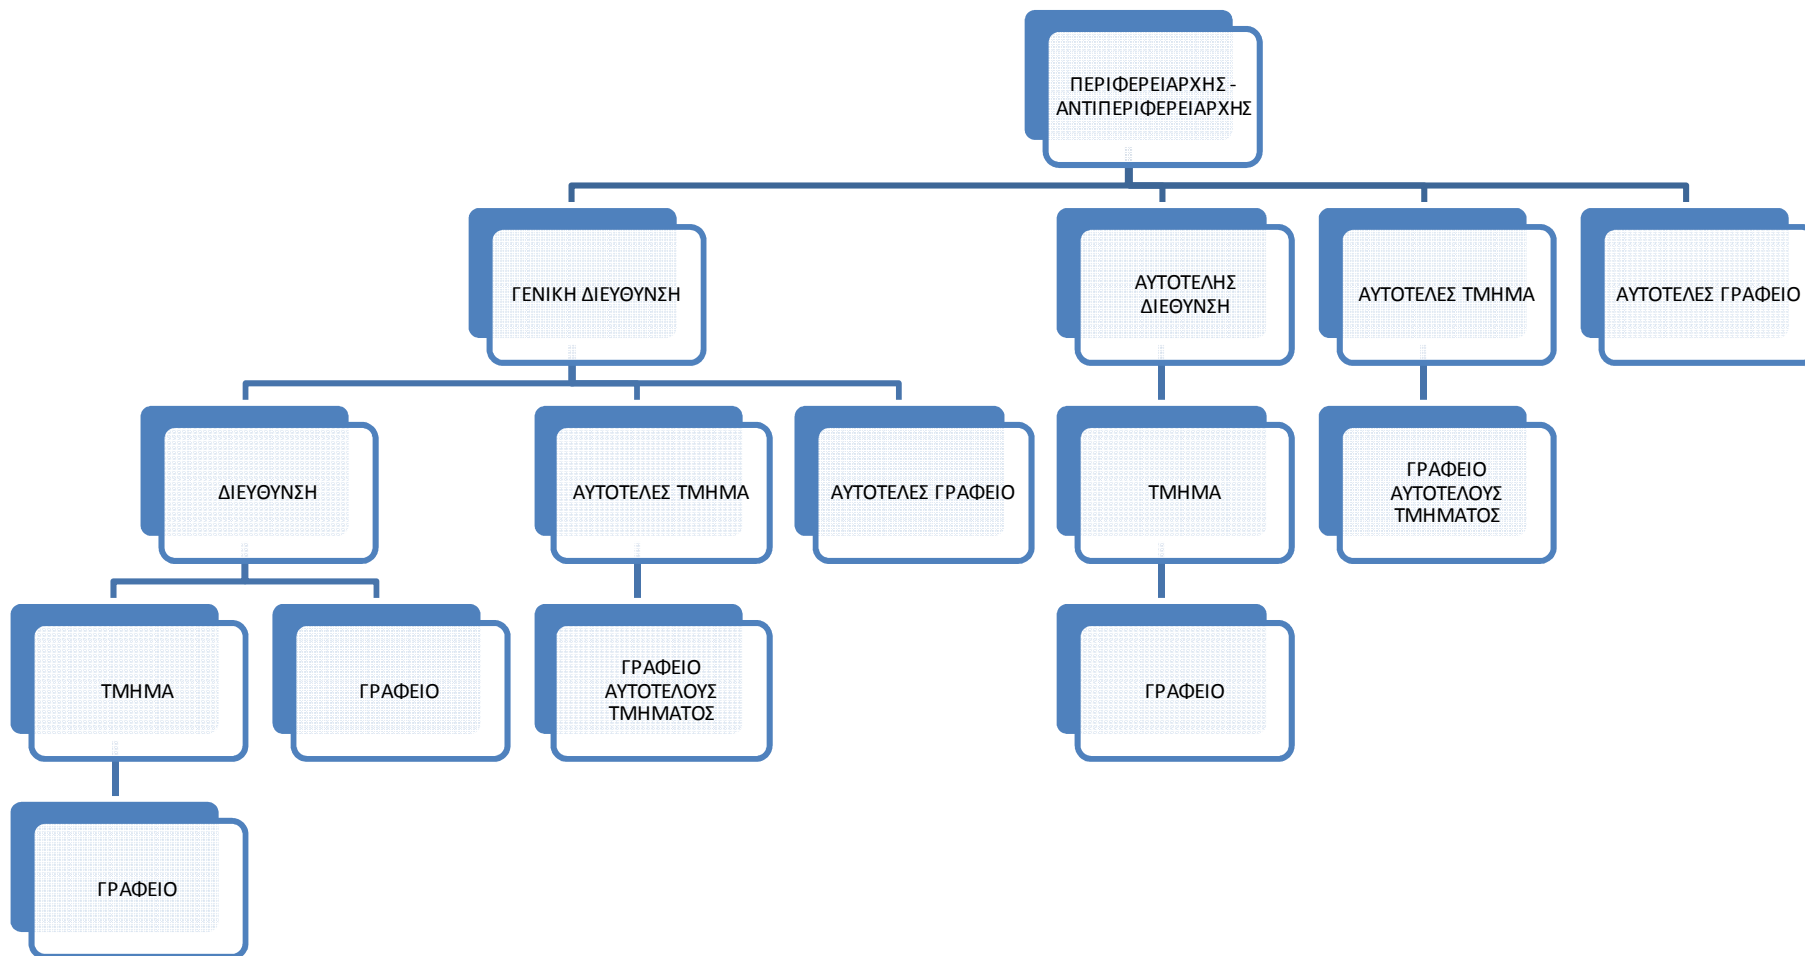 ΠΕΡΙΦΕΡΕΙΑΡΧΗΣ -
ΑΝΤΙΠΕΡΙΦΕΡΕΙΑΡΧΗΣ
ΓΕΝΙΚΗ ΔΙΕΥΘΥΝΣΗ
ΑΥΤΟΤΕΛΗΣ
ΔΙΕΘΥΝΣΗ
ΑΥΤΟΤΕΛΕΣ ΤΜΗΜΑ
ΑΥΤΟΤΕΛΕΣ ΓΡΑΦΕΙΟ
ΔΙΕΥΘΥΝΣΗ
ΑΥΤΟΤΕΛΕΣ ΤΜΗΜΑ
ΑΥΤΟΤΕΛΕΣ ΓΡΑΦΕΙΟ
ΤΜΗΜΑ
ΓΡΑΦΕΙΟ
ΑΥΤΟΤΕΛΟΥΣ
ΤΜΗΜΑΤΟΣ
ΤΜΗΜΑ
ΓΡΑΦΕΙΟ
ΓΡΑΦΕΙΟ
ΑΥΤΟΤΕΛΟΥΣ
ΤΜΗΜΑΤΟΣ
ΓΡΑΦΕΙΟ
ΓΡΑΦΕΙΟ